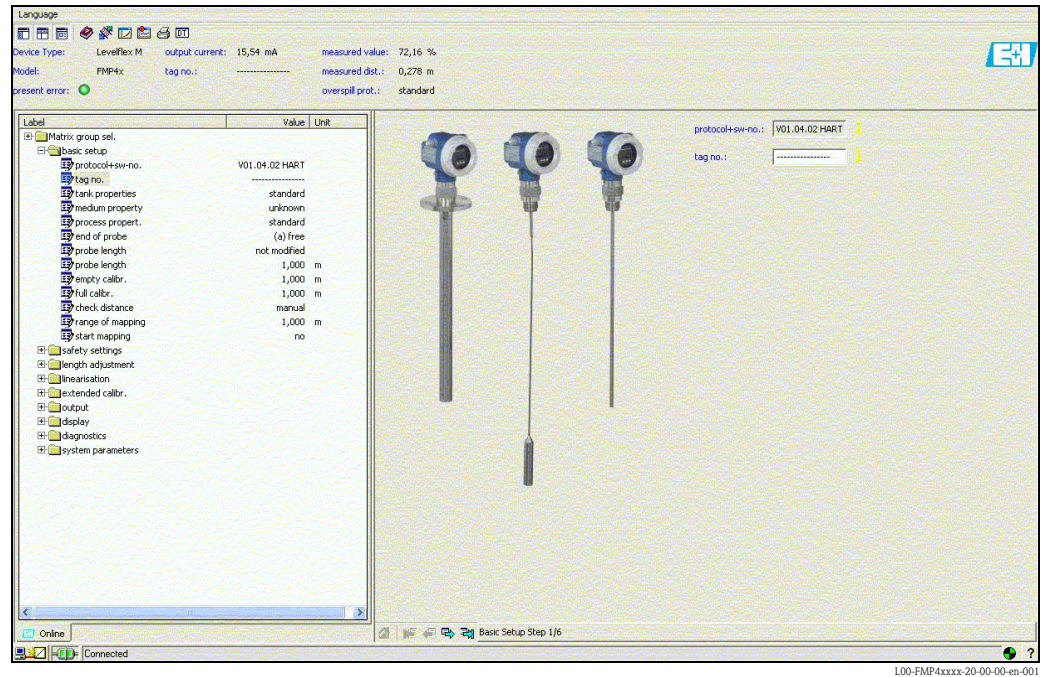 Language
DT
Device Type: Levelflex M output current: 15,54 mA measured value: 72,16 %
Model: FMP4x tag no.: ---------------- measured dist.: 0,278 m
present error: overspill prot.: standard
E+H
Label Value Unit
Matrix group sel.
basic setup
protocol+sw-no. V01.04.02 HART
tag no. ----------------
tank properties standard
medium property unknown
process propert. standard
end of probe (a) free
probe length not modified
probe length 1,000 m
empty calibr. 1,000 m
full calibr. 1,000 m
check distance manual
range of mapping 1,000 m
start mapping no
safety settings
length adjustment
linearisation
extended calibr.
output
display
diagnostics
system parameters
protocol+sw-no.: V01.04.02 HART
tag no.: ----------------
Online
Basic Setup Step 1/6
Connected
?
L00-FMP4xxxx-20-00-00-en-001